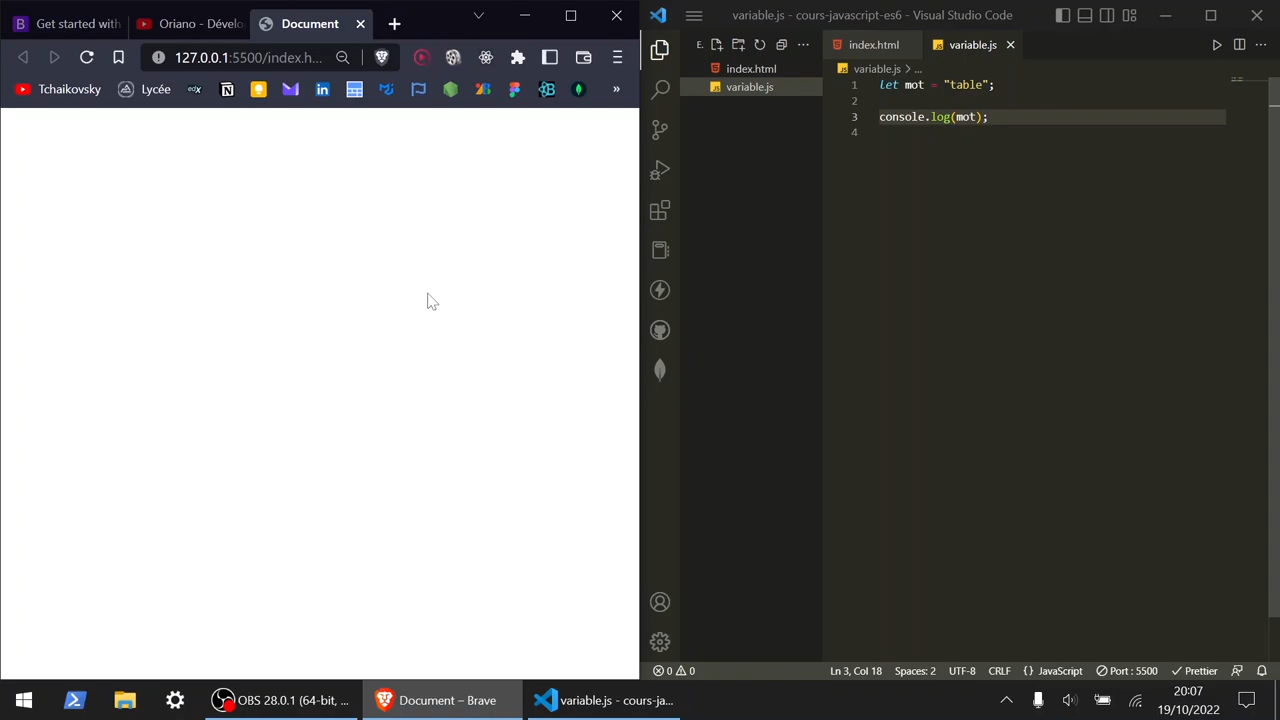 Get started with
Oriano - Dévelo
Document
127.0.0.1:5500/index.h...
Tchaikovsky
Lycée
»
variable.js - cours-javascript-es6 - Visual Studio Code
E.
index.html
variable.js
index.html
variable.js
variable.js > ...
1 let mot = "table";
2
3 console.log(mot);
4
0 0
Ln 3, Col 18
Spaces: 2
UTF-8
CRLF
{} JavaScript
Port : 5500
Prettier
OBS 28.0.1 (64-bit, ...
Document – Brave
variable.js - cours-ja...
20:07
19/10/2022